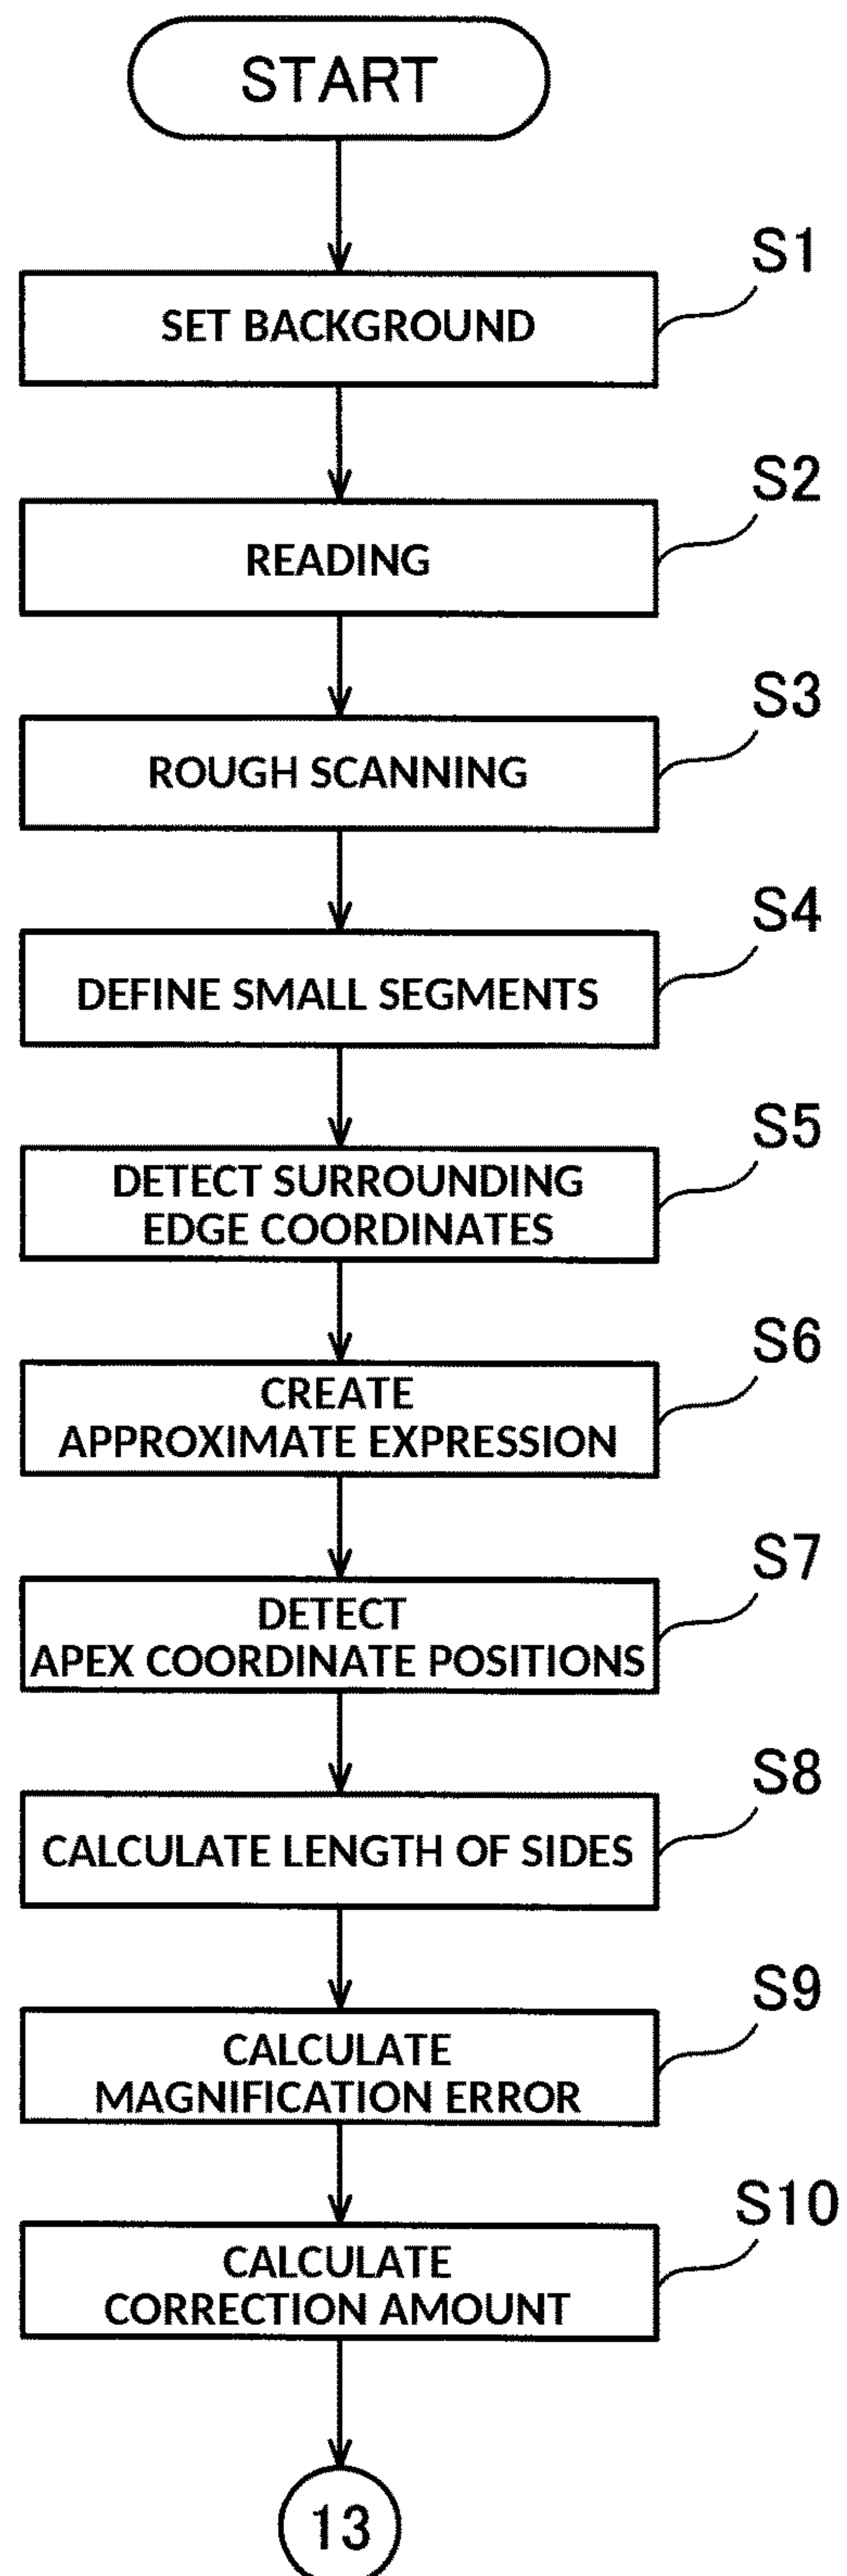 START
S1
SET BACKGROUND
S2
READING
S3
ROUGH SCANNING
S4
DEFINE SMALL SEGMENTS
S5
DETECT SURROUNDING
EDGE COORDINATES
S6
CREATE
APPROXIMATE EXPRESSION
S7
DETECT
APEX COORDINATE POSITIONS
S8
CALCULATE LENGTH OF SIDES
S9
CALCULATE
MAGNIFICATION ERROR
S10
CALCULATE
CORRECTION AMOUNT
13